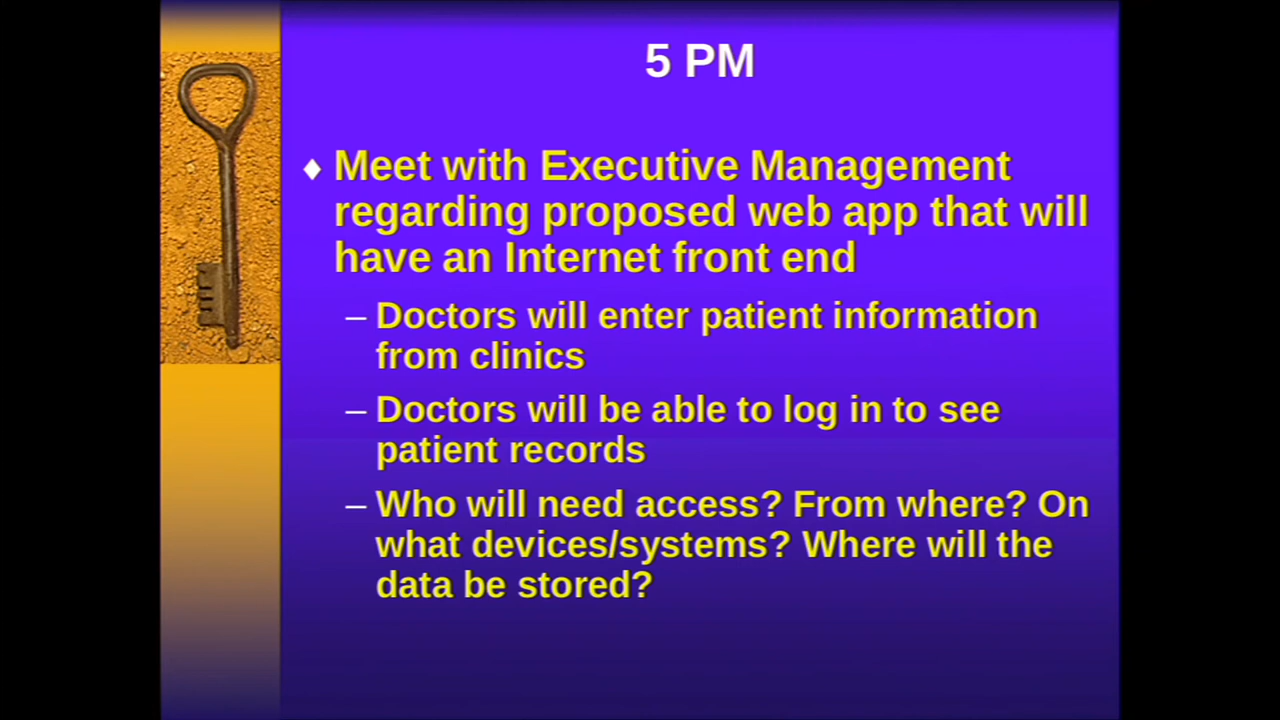 5 PM
Meet with Executive Management
regarding proposed web app that will
have an Internet front end
– Doctors will enter patient information
from clinics
– Doctors will be able to log in to see
patient records
– Who will need access? From where? On
what devices/systems? Where will the
data be stored?